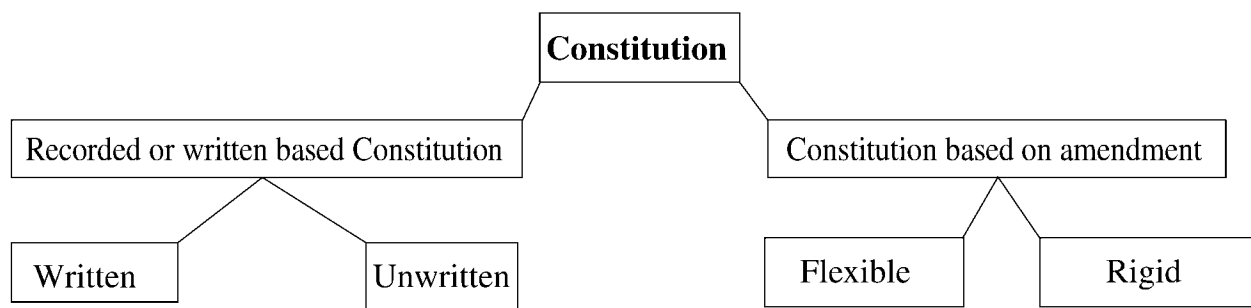 Constitution
Recorded or written based Constitution
Constitution based on amendment
Written
Unwritten
Flexible
Rigid